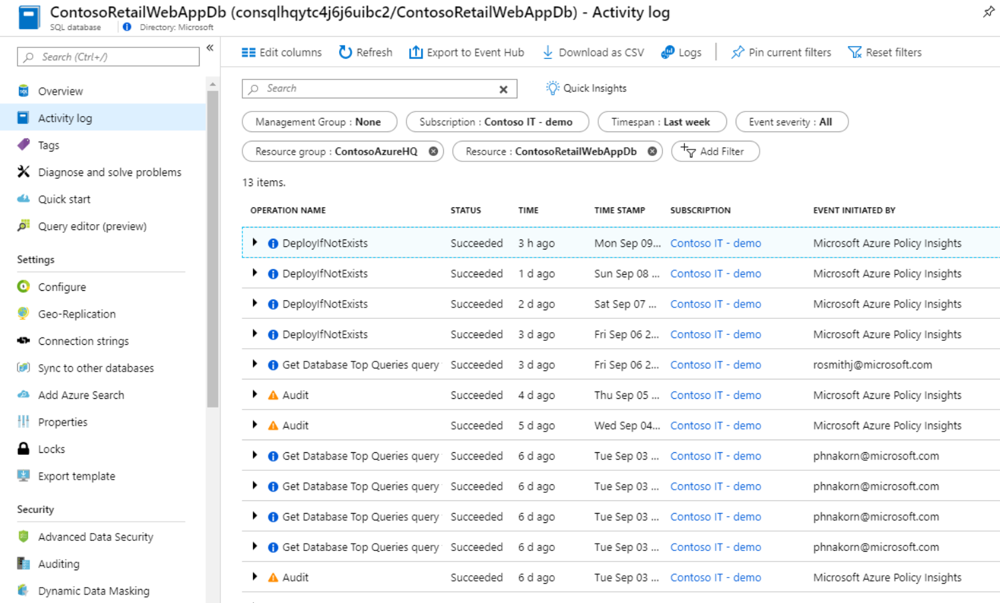 ContosoRetailWebAppDb (consqlhqytc4j6j6uibc2/ContosoRetailWebAppDb) - Activity log
SQL database Directory: Microsoft
Search (Ctrl+/)
Overview
Activity log
Tags
Diagnose and solve problems
Quick start
Query editor (preview)
Settings
Configure
Geo-Replication
Connection strings
Sync to other databases
Add Azure Search
Properties
Locks
Export template
Security
Advanced Data Security
Auditing
Dynamic Data Masking
Edit columns Refresh Export to Event Hub Download as CSV Logs Pin current filters Reset filters
Search Quick Insights
Management Group : None Subscription : Contoso IT - demo Timespan : Last week Event severity : All
Resource group : ContosoAzureHQ Resource : ContosoRetailWebAppDb Add Filter
13 items.
OPERATION NAME STATUS TIME TIME STAMP SUBSCRIPTION EVENT INITIATED BY
DeployIfNotExists Succeeded 3 h ago Mon Sep 09... Contoso IT - demo Microsoft Azure Policy Insights
DeployIfNotExists Succeeded 1 d ago Sun Sep 08 ... Contoso IT - demo Microsoft Azure Policy Insights
DeployIfNotExists Succeeded 2 d ago Sat Sep 07 ... Contoso IT - demo Microsoft Azure Policy Insights
DeployIfNotExists Succeeded 3 d ago Fri Sep 06 2... Contoso IT - demo Microsoft Azure Policy Insights
Get Database Top Queries query Succeeded 3 d ago Fri Sep 06 2... Contoso IT - demo rosmithj@microsoft.com
Audit Succeeded 4 d ago Thu Sep 05 ... Contoso IT - demo Microsoft Azure Policy Insights
Audit Succeeded 5 d ago Wed Sep 04... Contoso IT - demo Microsoft Azure Policy Insights
Get Database Top Queries query Succeeded 6 d ago Tue Sep 03 ... Contoso IT - demo phnakorn@microsoft.com
Get Database Top Queries query Succeeded 6 d ago Tue Sep 03 ... Contoso IT - demo phnakorn@microsoft.com
Get Database Top Queries query Succeeded 6 d ago Tue Sep 03 ... Contoso IT - demo phnakorn@microsoft.com
Get Database Top Queries query Succeeded 6 d ago Tue Sep 03 ... Contoso IT - demo phnakorn@microsoft.com
Audit Succeeded 6 d ago Tue Sep 03 ... Contoso IT - demo Microsoft Azure Policy Insights